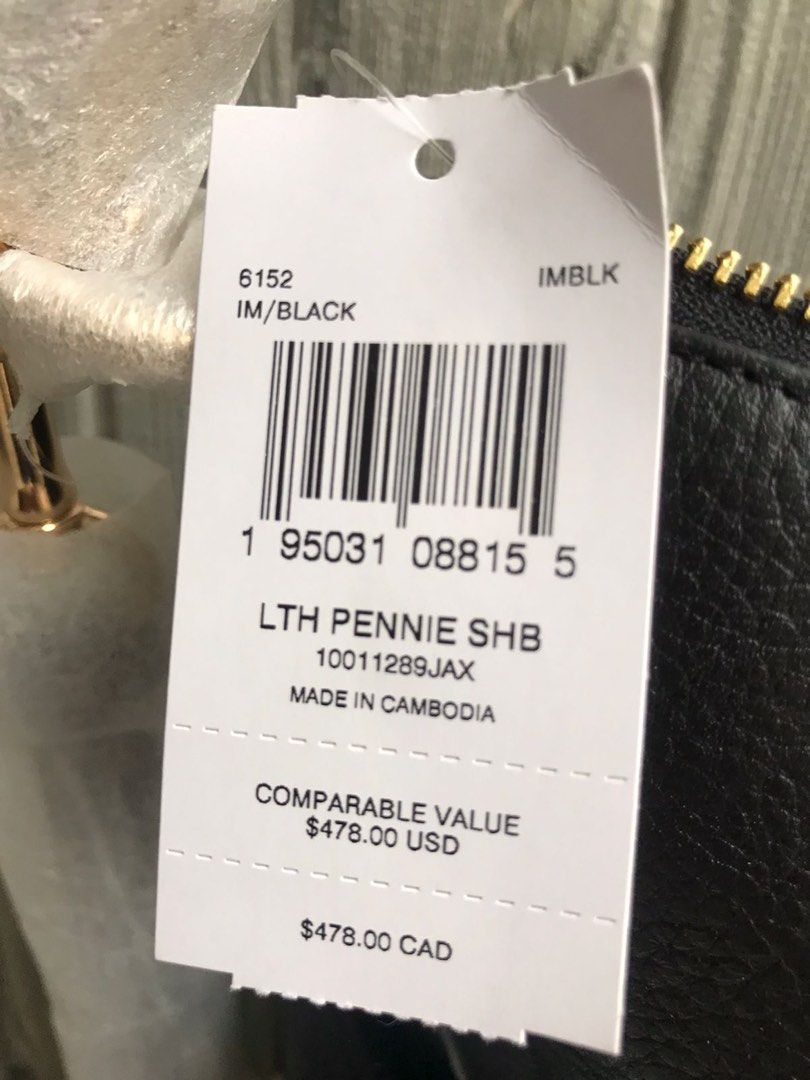 6152 IMBLK
IM/BLACK
1 95031 08815 5
LTH PENNIE SHB
10011289JAX
MADE IN CAMBODIA
COMPARABLE VALUE
$478.00 USD
$478.00 CAD